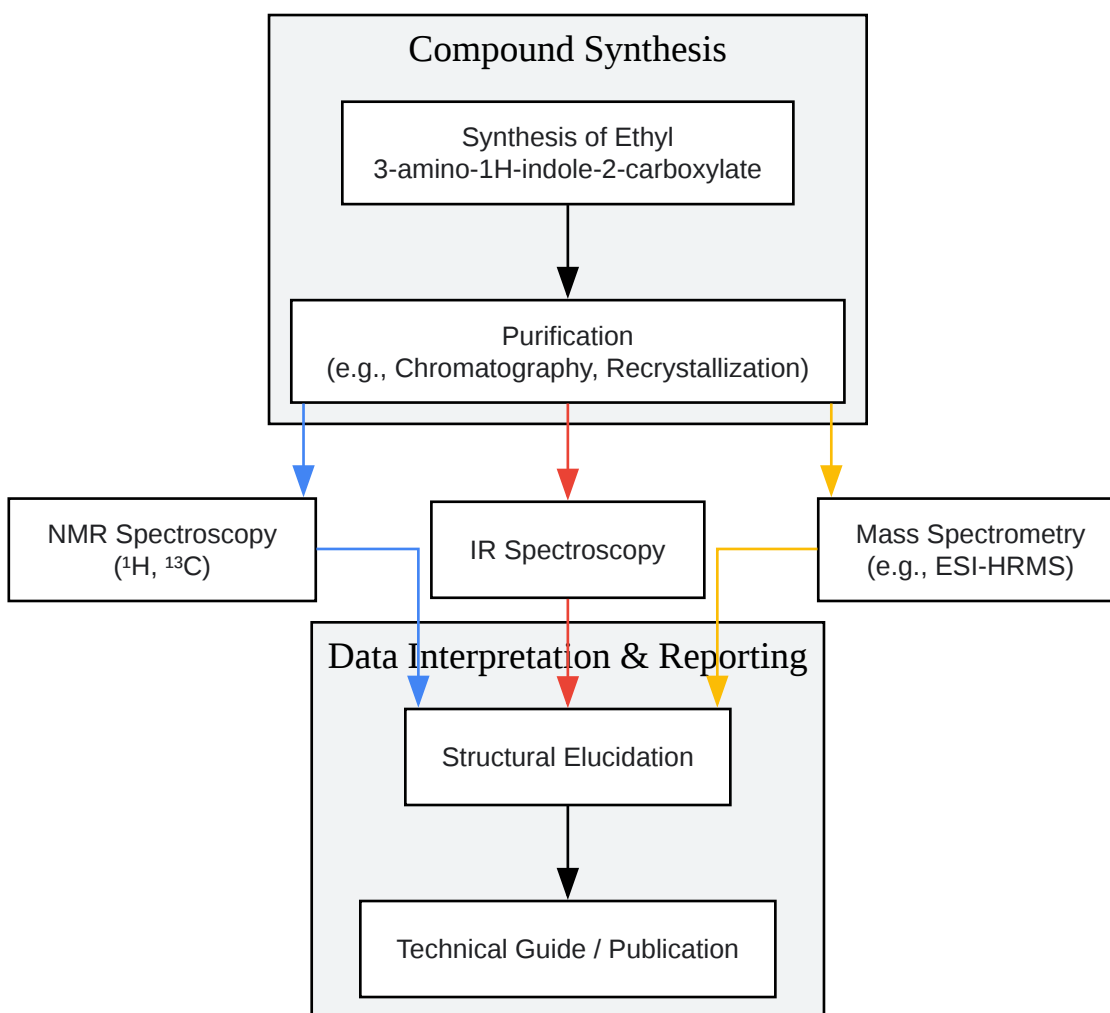 Compound Synthesis
Synthesis of Ethyl
3-amino-1H-indole-2-carboxylate
Purification
(e.g., Chromatography, Recrystallization)
NMR Spectroscopy
(¹H, ¹³C)
IR Spectroscopy
Mass Spectrometry
(e.g., ESI-HRMS)
Data Interpretation & Reporting
Structural Elucidation
Technical Guide / Publication